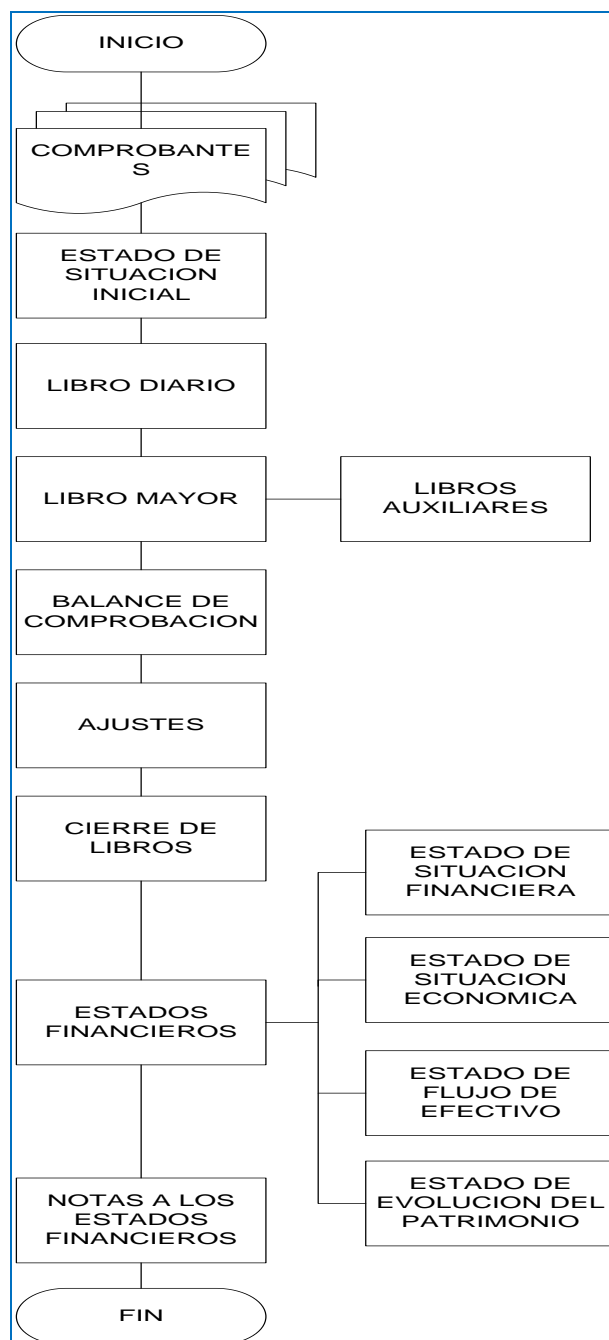 INICIO
COMPROBANTE
S
ESTADO DE
SITUACION
INICIAL
LIBRO DIARIO
LIBRO MAYOR
LIBROS
AUXILIARES
BALANCE DE
COMPROBACION
AJUSTES
CIERRE DE
LIBROS
ESTADOS
FINANCIEROS
ESTADO DE
SITUACION
FINANCIERA
ESTADO DE
SITUACION
ECONOMICA
ESTADO DE
FLUJO DE
EFECTIVO
ESTADO DE
EVOLUCION DEL
PATRIMONIO
NOTAS A LOS
ESTADOS
FINANCIEROS
FIN